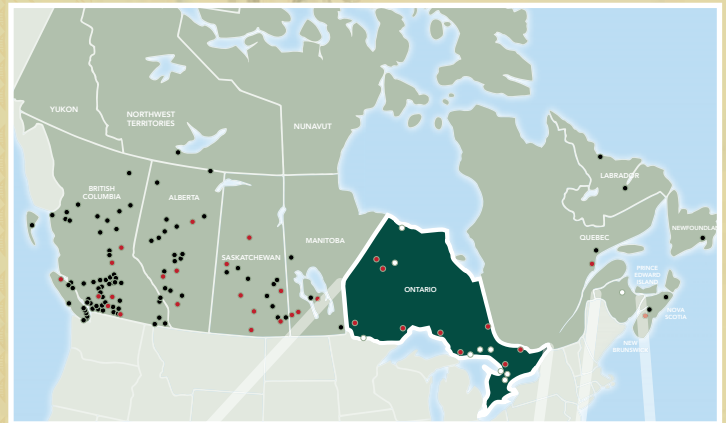 YUKON
NORTHWEST
TERRITORIES
NUNAVUT
BRITISH
COLUMBIA
ALBERTA
SASKATCHEWAN
MANITOBA
ONTARIO
QUEBEC
LABRADOR
NEWFOUNDLA
PRINCE
EDWARD
ISLAND
NOVA
SCOTIA
NEW
BRUNSWICK